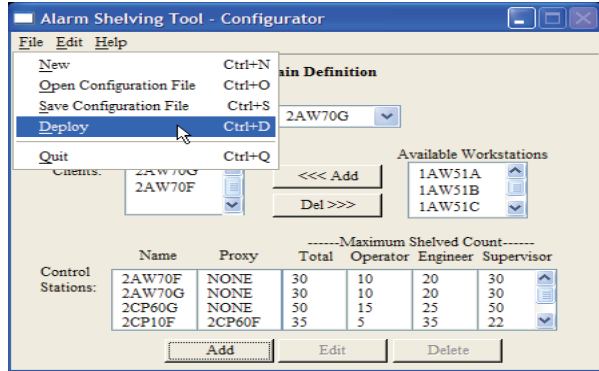 Alarm Shelving Tool - Configurator
File Edit Help
New Ctrl+N
Open Configuration File Ctrl+O
Save Configuration File Ctrl+S
Deploy Ctrl+D
Quit Ctrl+Q
ain Definition
2AW70G
Available Workstations
Clients:
2AW70G
2AW70F
<<< Add
Del >>>
1AW51A
1AW51B
1AW51C
------Maximum Shelved Count------
Name Proxy Total Operator Engineer Supervisor
Control Stations:
2AW70F NONE 30 10 20 30
2AW70G NONE 30 10 20 30
2CP60G NONE 50 15 25 50
2CP10F 2CP60F 35 5 35 22
Add Edit Delete